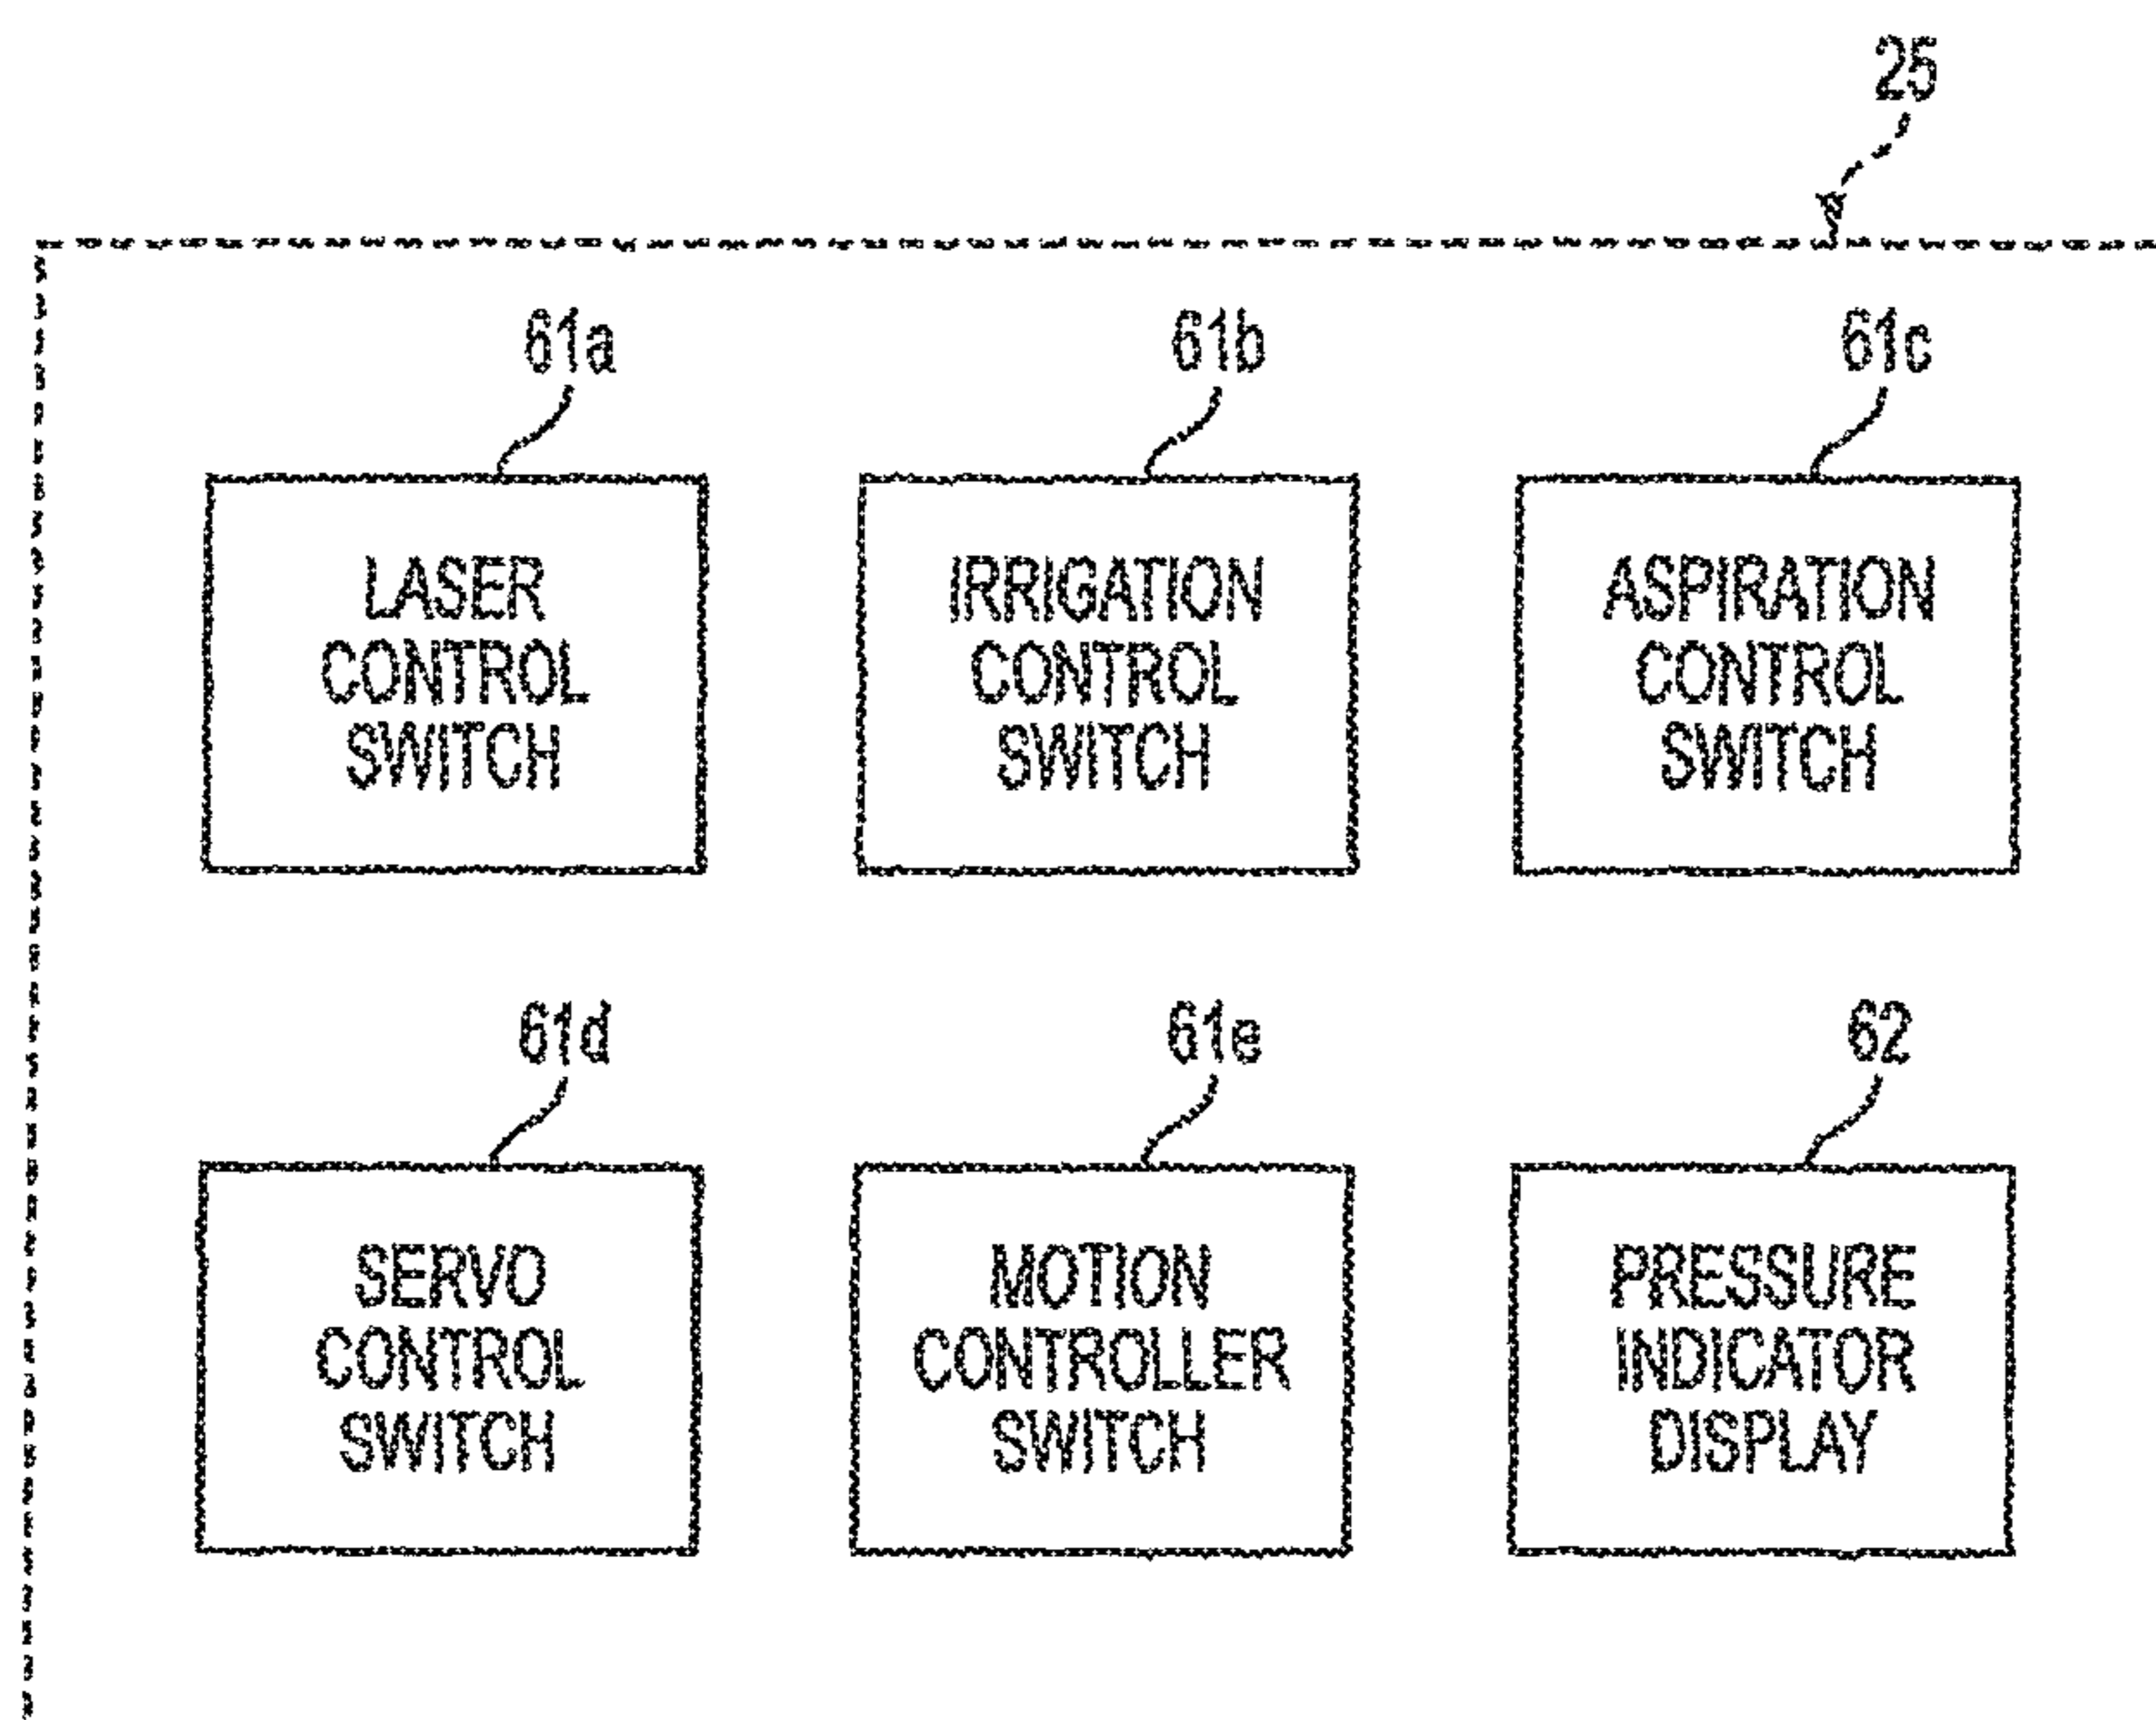 25
61a
61b
61c
LASER
CONTROL
SWITCH
IRRIGATION
CONTROL
SWITCH
ASPIRATION
CONTROL
SWITCH
61d
61e
62
SERVO
CONTROL
SWITCH
MOTION
CONTROLLER
SWITCH
PRESSURE
INDICATOR
DISPLAY